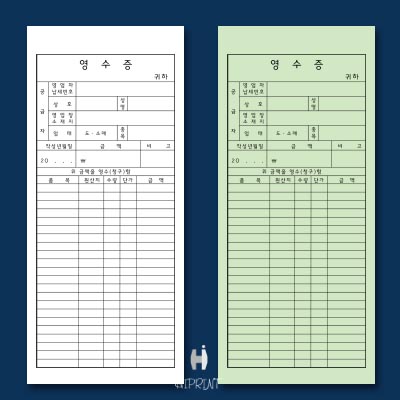 영 수 증
귀하
공 급 자
영 업 자
납세번호
상 호
성 명
영 업 장
소 재 지
업 태
도 · 소매
종 목
작성년월일 금 액 비 고
20 . . . ₩
위 금액을 영수(청구)함
품 목 원산지 수량 단가 금 액
영 수 증
귀하
공 급 자
영 업 자
납세번호
상 호
성 명
영 업 장
소 재 지
업 태
도 · 소매
종 목
작성년월일 금 액 비 고
20 . . . ₩
위 금액을 영수(청구)함
품 목 원산지 수량 단가 금 액
HIPRINT